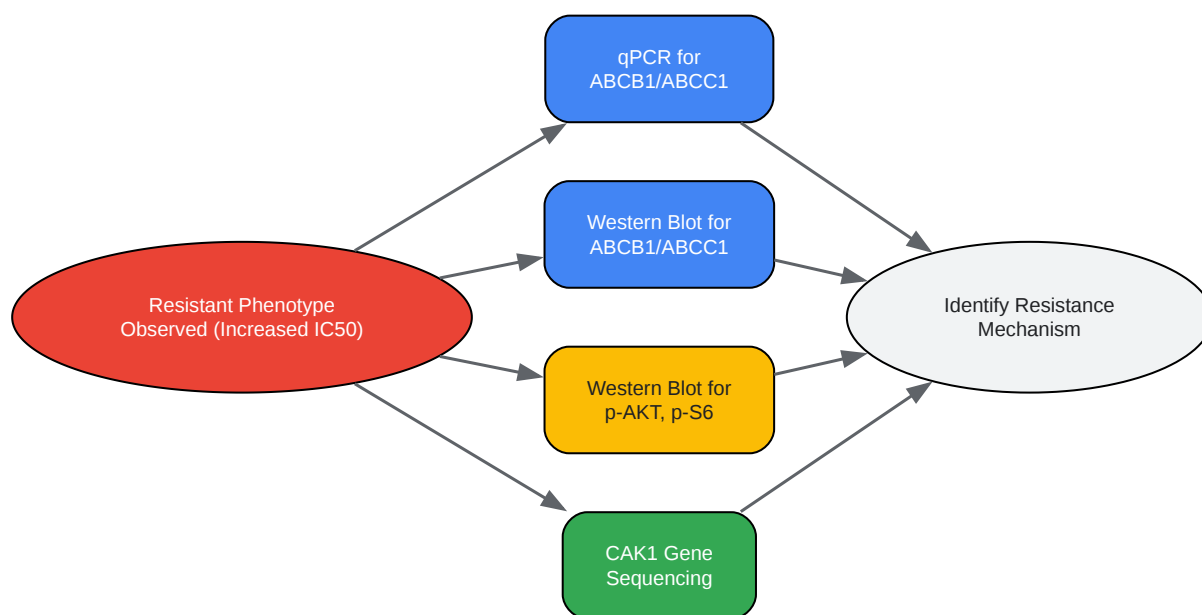 qPCR for
ABCB1/ABCC1
Western Blot for
ABCB1/ABCC1
Resistant Phenotype
Observed (Increased IC50)
Identify Resistance
Mechanism
Western Blot for
p-AKT, p-S6
CAK1 Gene
Sequencing